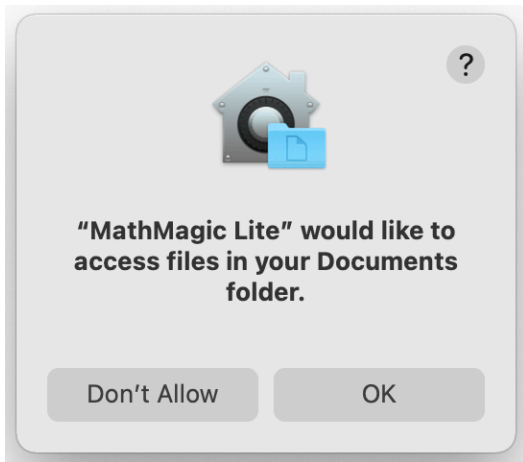 ?
“MathMagic Lite” would like to
access files in your Documents
folder.
Don’t Allow
OK